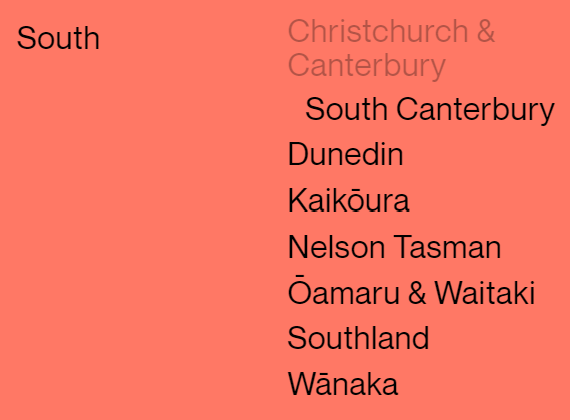 South
Christchurch &
Canterbury
South Canterbury
Dunedin
Kaikōura
Nelson Tasman
Ōamaru & Waitaki
Southland
Wānaka